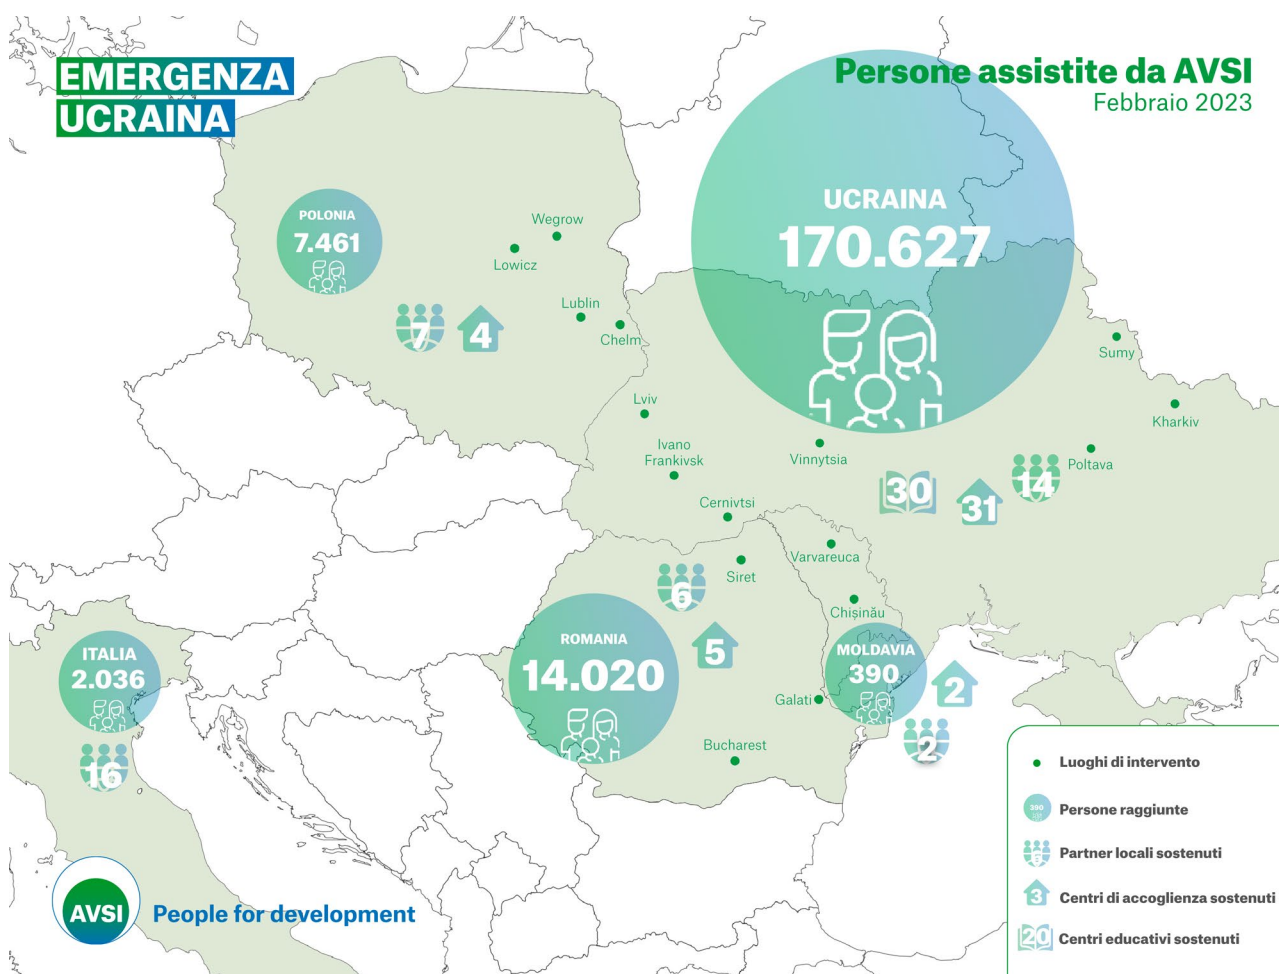 EMERGENZA
UCRAINA
Persone assistite da AVSI
Febbraio 2023
UCRAINA
170.627
POLONIA
7.461
Wegrow
Lowicz
Lublin
Chelm
7
4
Sumy
Kharkiv
Lviv
Ivano
Frankivsk
Vinnytsia
Poltava
30
31
14
Cernivtsi
Varvareuca
Siret
6
Chișinău
ROMANIA
14.020
5
ITALIA
2.036
16
MOLDAVIA
390
2
2
Galati
Bucharest
Luoghi di intervento
390
Persone raggiunte
Partner locali sostenuti
3
Centri di accoglienza sostenuti
20
Centri educativi sostenuti
AVSI
People for development